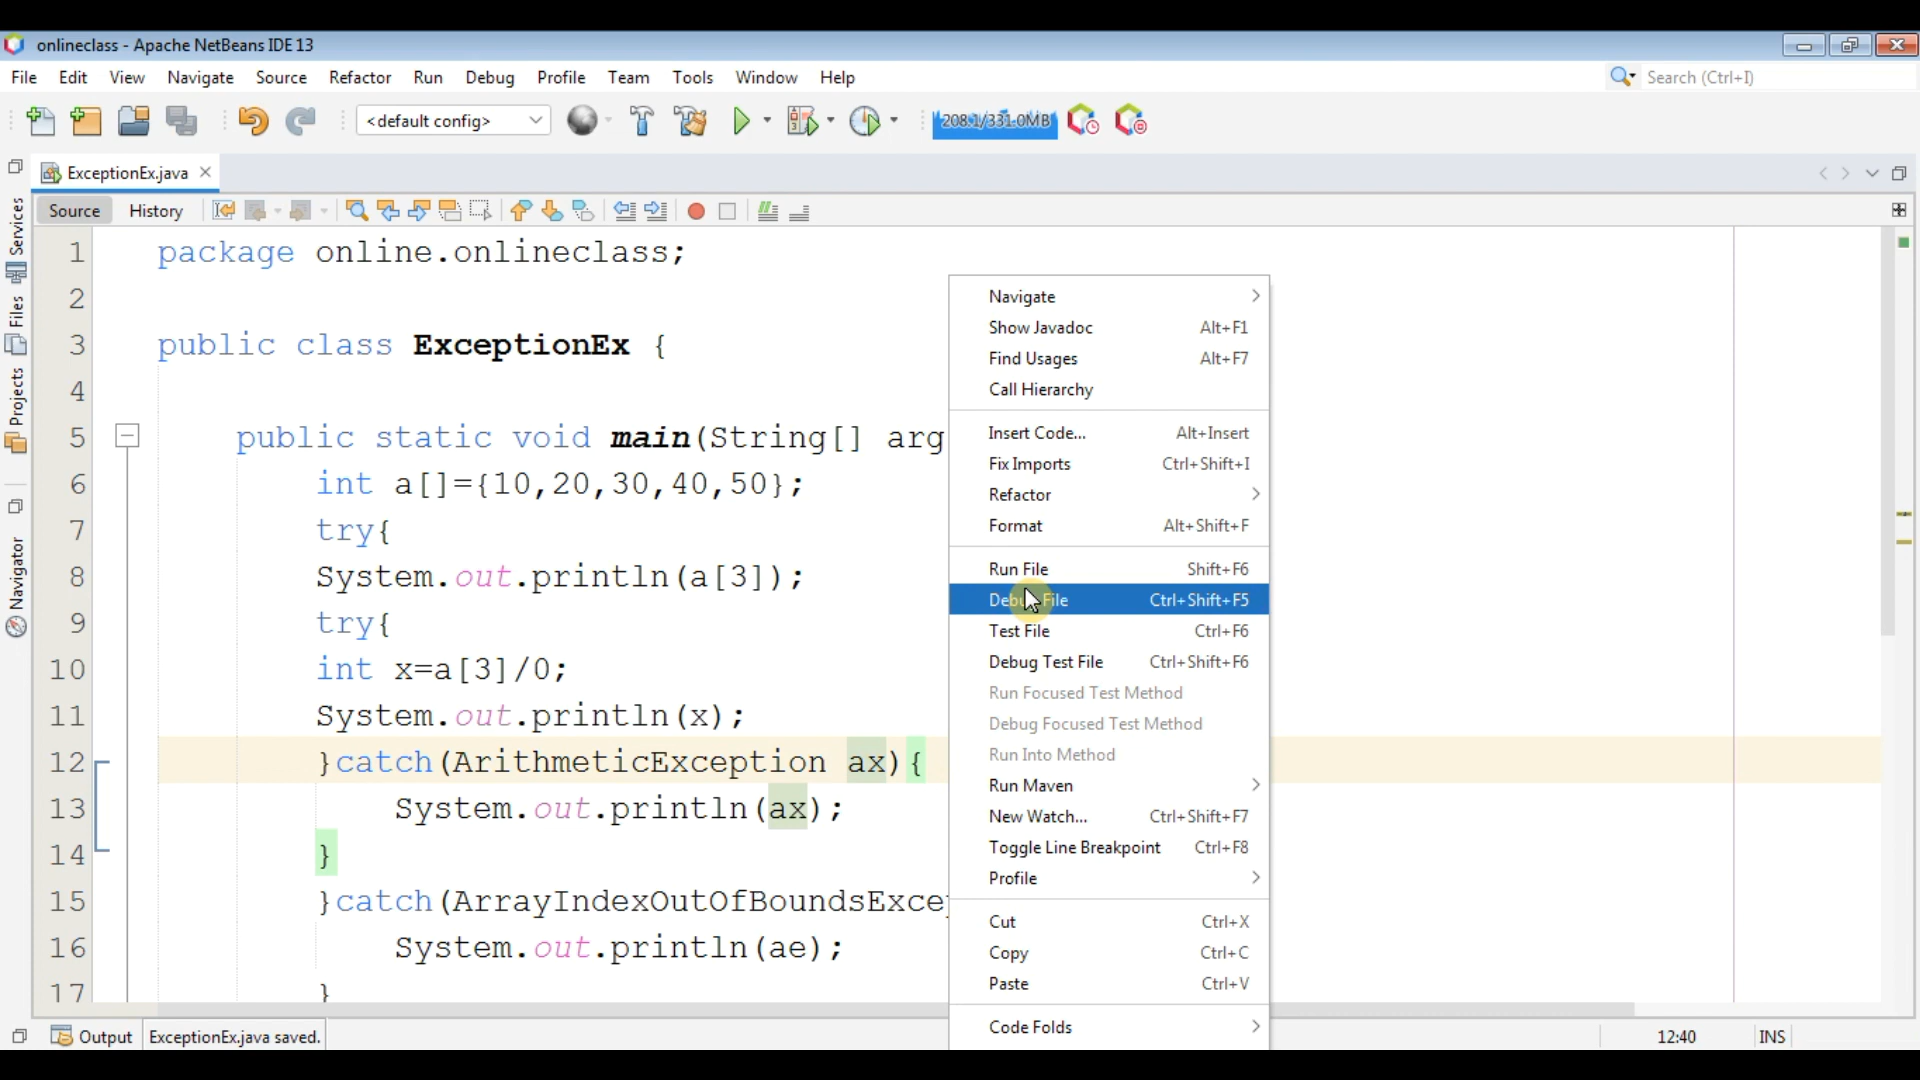 onlineclass - Apache NetBeans IDE 13
File Edit View Navigate Source Refactor Run Debug Profile Team Tools Window Help
Search (Ctrl+I)
<default config>
208.1/331.0MB
ExceptionEx.java
Source History
Services
Files
Projects
Navigator
1 package online.onlineclass;
2
3 public class ExceptionEx {
4
5 public static void main(String[] arg
6 int a[]={10,20,30,40,50};
7 try{
8 System.out.println(a[3]);
9 try{
10 int x=a[3]/0;
11 System.out.println(x);
12 }catch(ArithmeticException ax){
13 System.out.println(ax);
14 }
15 }catch(ArrayIndexOutOfBoundsExce
16 System.out.println(ae);
17 }
Navigate
Show Javadoc Alt+F1
Find Usages Alt+F7
Call Hierarchy
Insert Code... Alt+Insert
Fix Imports Ctrl+Shift+I
Refactor
Format Alt+Shift+F
Run File Shift+F6
Debug File Ctrl+Shift+F5
Test File Ctrl+F6
Debug Test File Ctrl+Shift+F6
Run Focused Test Method
Debug Focused Test Method
Run Into Method
Run Maven
New Watch... Ctrl+Shift+F7
Toggle Line Breakpoint Ctrl+F8
Profile
Cut Ctrl+X
Copy Ctrl+C
Paste Ctrl+V
Code Folds
Output
ExceptionEx.java saved.
12:40 INS